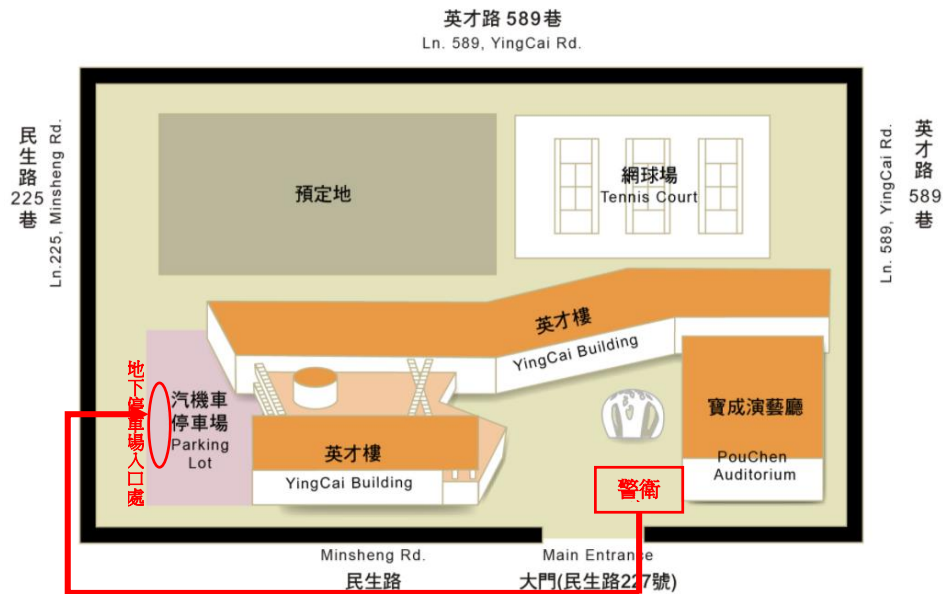 英才路 589巷
Ln. 589, YingCai Rd.
民生路225巷
Ln.225, Minsheng Rd.
英才路589巷
Ln. 589, YingCai Rd.
預定地
網球場
Tennis Court
英才樓
YingCai Building
地下停車場入口處
汽機車
停車場
Parking
Lot
寶成演藝廳
PouChen
Auditorium
英才樓
YingCai Building
警衛
Minsheng Rd.
民生路
Main Entrance
大門(民生路227號)